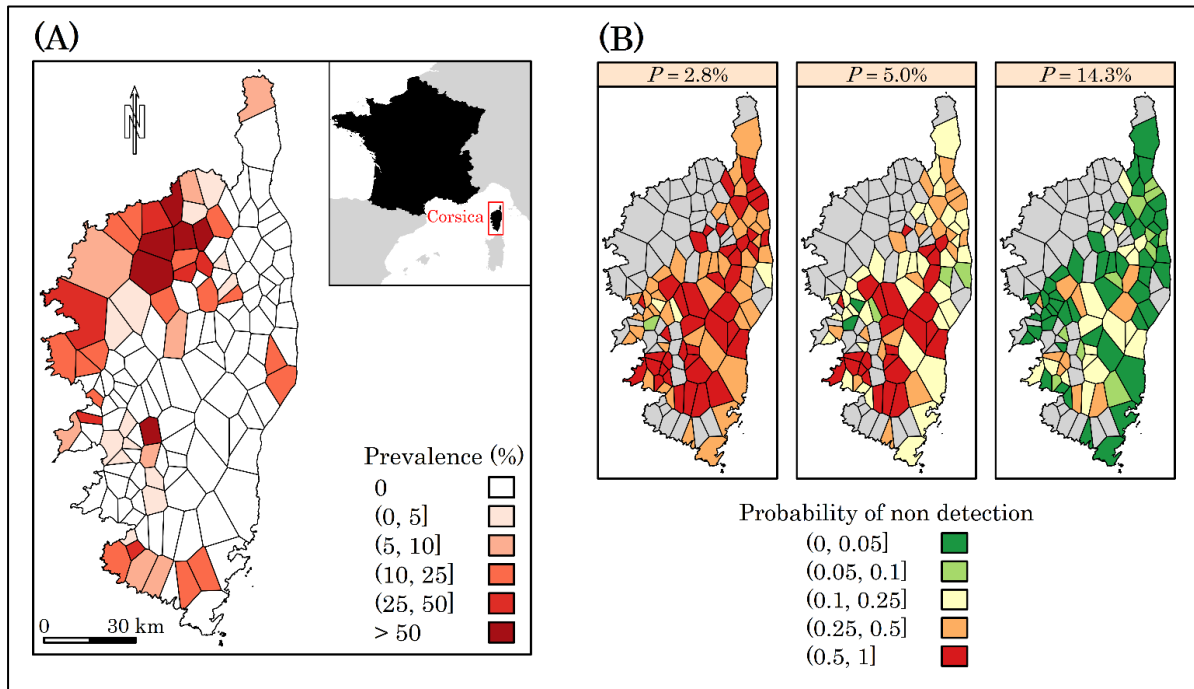 (A)
N
Corsica
Prevalence (%)
0
(0, 5]
(5, 10]
(10, 25]
(25, 50]
> 50
0 30 km
(B)
P = 2.8%
P = 5.0%
P = 14.3%
Probability of non detection
(0, 0.05]
(0.05, 0.1]
(0.1, 0.25]
(0.25, 0.5]
(0.5, 1]